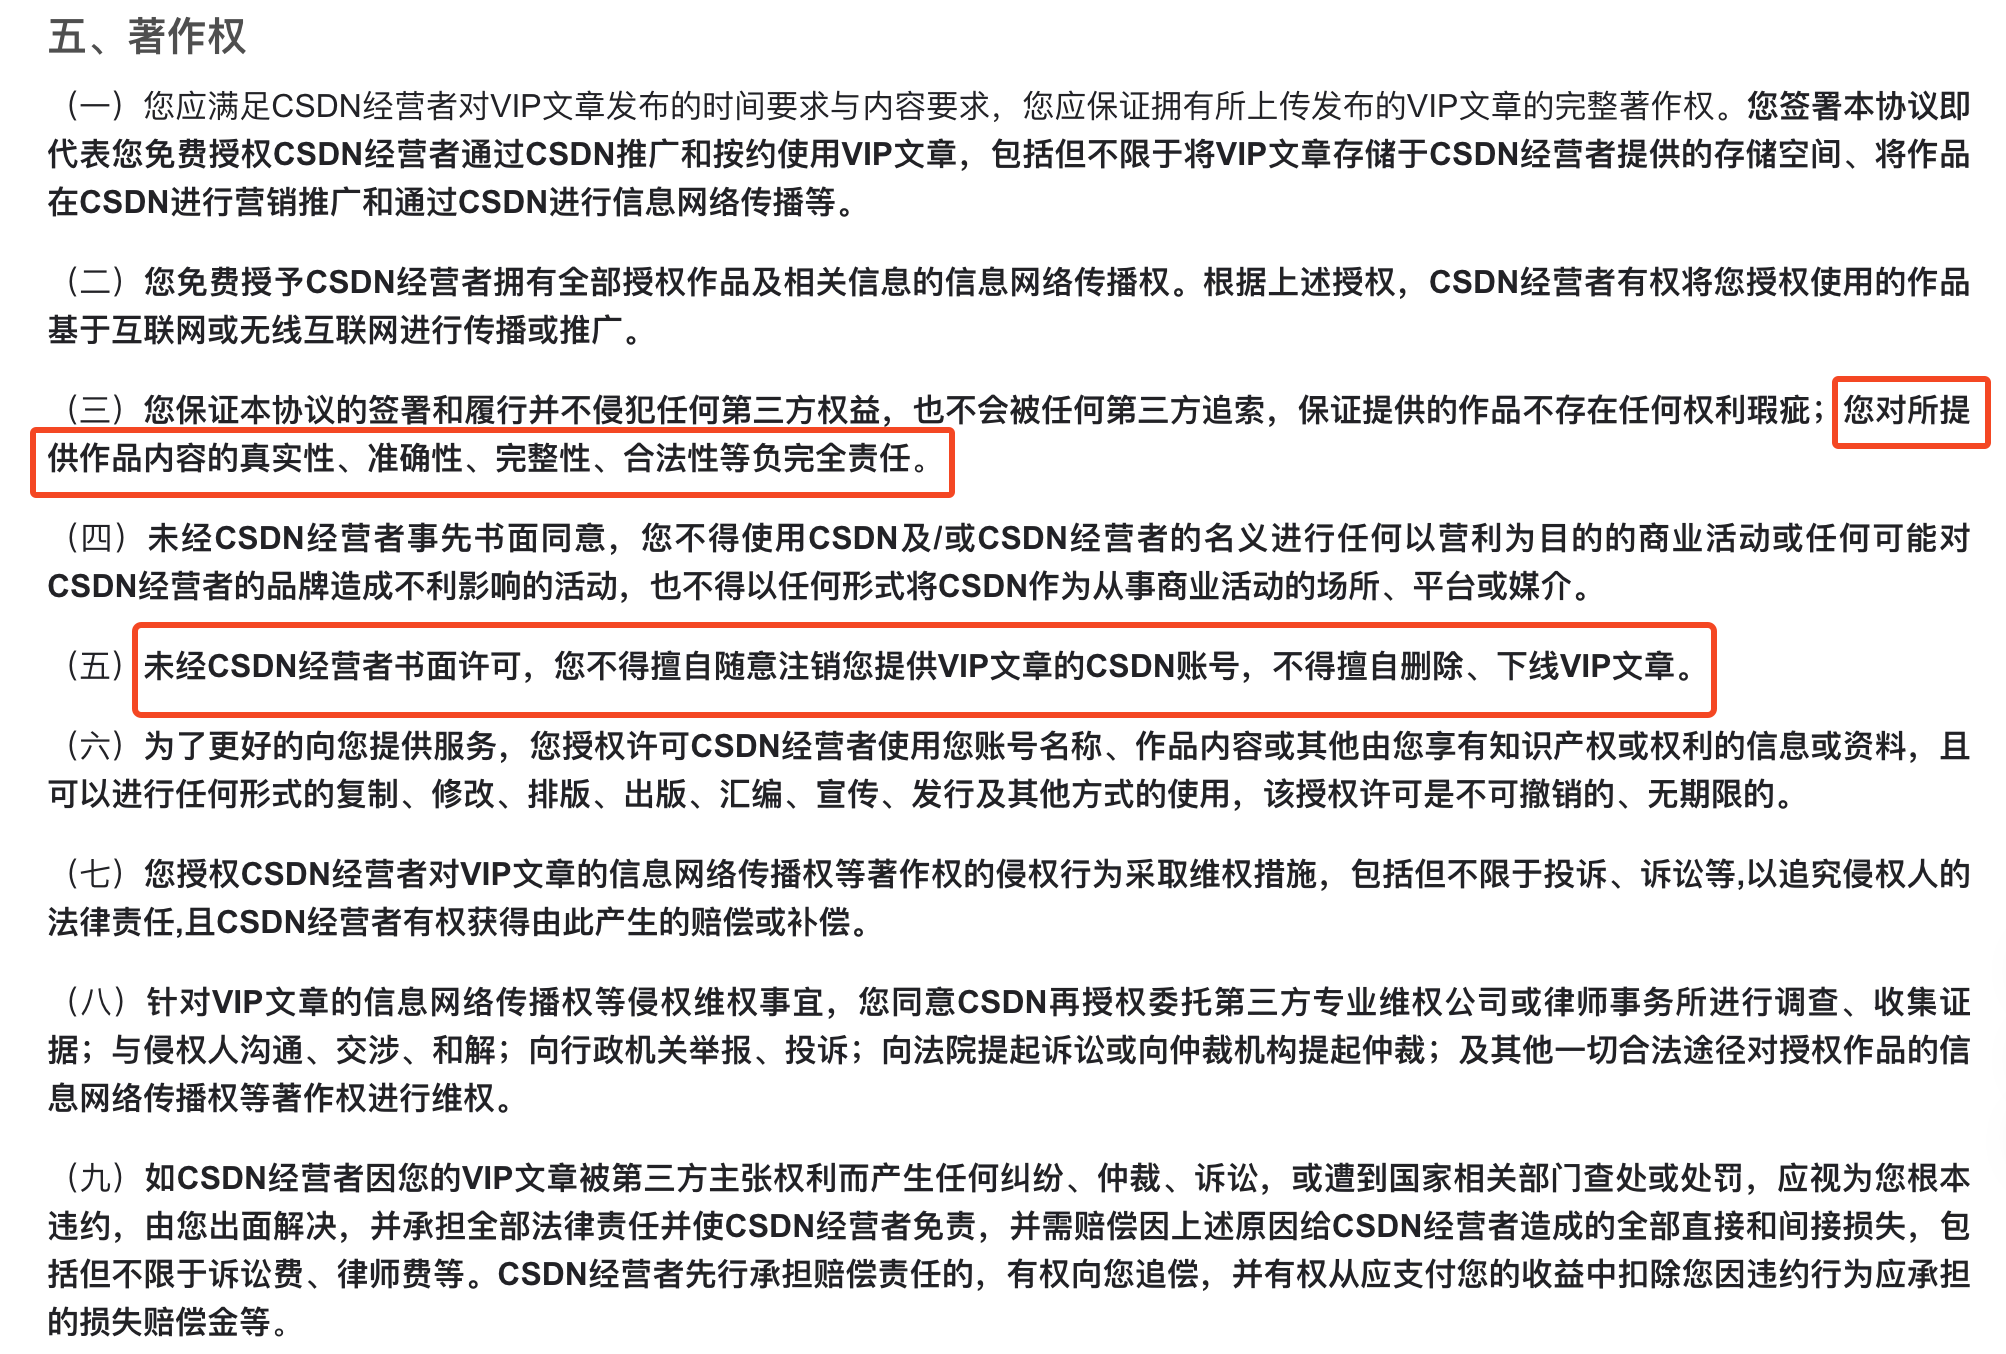 五、著作权
（一）您应满足CSDN经营者对VIP文章发布的时间要求与内容要求，您应保证拥有所上传发布的VIP文章的完整著作权。您签署本协议即
代表您免费授权CSDN经营者通过CSDN推广和按约使用VIP文章，包括但不限于将VIP文章存储于CSDN经营者提供的存储空间、将作品
在CSDN进行营销推广和通过CSDN进行信息网络传播等。
（二）您免费授予CSDN经营者拥有全部授权作品及相关信息的信息网络传播权。根据上述授权，CSDN经营者有权将您授权使用的作品
基于互联网或无线互联网进行传播或推广。
（三）您保证本协议的签署和履行并不侵犯任何第三方权益，也不会被任何第三方追索，保证提供的作品不存在任何权利瑕疵；您对所提
供作品内容的真实性、准确性、完整性、合法性等负完全责任。
（四）未经CSDN经营者事先书面同意，您不得使用CSDN及/或CSDN经营者的名义进行任何以营利为目的的商业活动或任何可能对
CSDN经营者的品牌造成不利影响的活动，也不得以任何形式将CSDN作为从事商业活动的场所、平台或媒介。
（五）未经CSDN经营者书面许可，您不得擅自随意注销您提供VIP文章的CSDN账号，不得擅自删除、下线VIP文章。
（六）为了更好的向您提供服务，您授权许可CSDN经营者使用您账号名称、作品内容或其他由您享有知识产权或权利的信息或资料，且
可以进行任何形式的复制、修改、排版、出版、汇编、宣传、发行及其他方式的使用，该授权许可是不可撤销的、无期限的。
（七）您授权CSDN经营者对VIP文章的信息网络传播权等著作权的侵权行为采取维权措施，包括但不限于投诉、诉讼等,以追究侵权人的
法律责任,且CSDN经营者有权获得由此产生的赔偿或补偿。
（八）针对VIP文章的信息网络传播权等侵权维权事宜，您同意CSDN再授权委托第三方专业维权公司或律师事务所进行调查、收集证
据；与侵权人沟通、交涉、和解；向行政机关举报、投诉；向法院提起诉讼或向仲裁机构提起仲裁；及其他一切合法途径对授权作品的信
息网络传播权等著作权进行维权。
（九）如CSDN经营者因您的VIP文章被第三方主张权利而产生任何纠纷、仲裁、诉讼，或遭到国家相关部门查处或处罚，应视为您根本
违约，由您出面解决，并承担全部法律责任并使CSDN经营者免责，并需赔偿因上述原因给CSDN经营者造成的全部直接和间接损失，包
括但不限于诉讼费、律师费等。CSDN经营者先行承担赔偿责任的，有权向您追偿，并有权从应支付您的收益中扣除您因违约行为应承担
的损失赔偿金等。